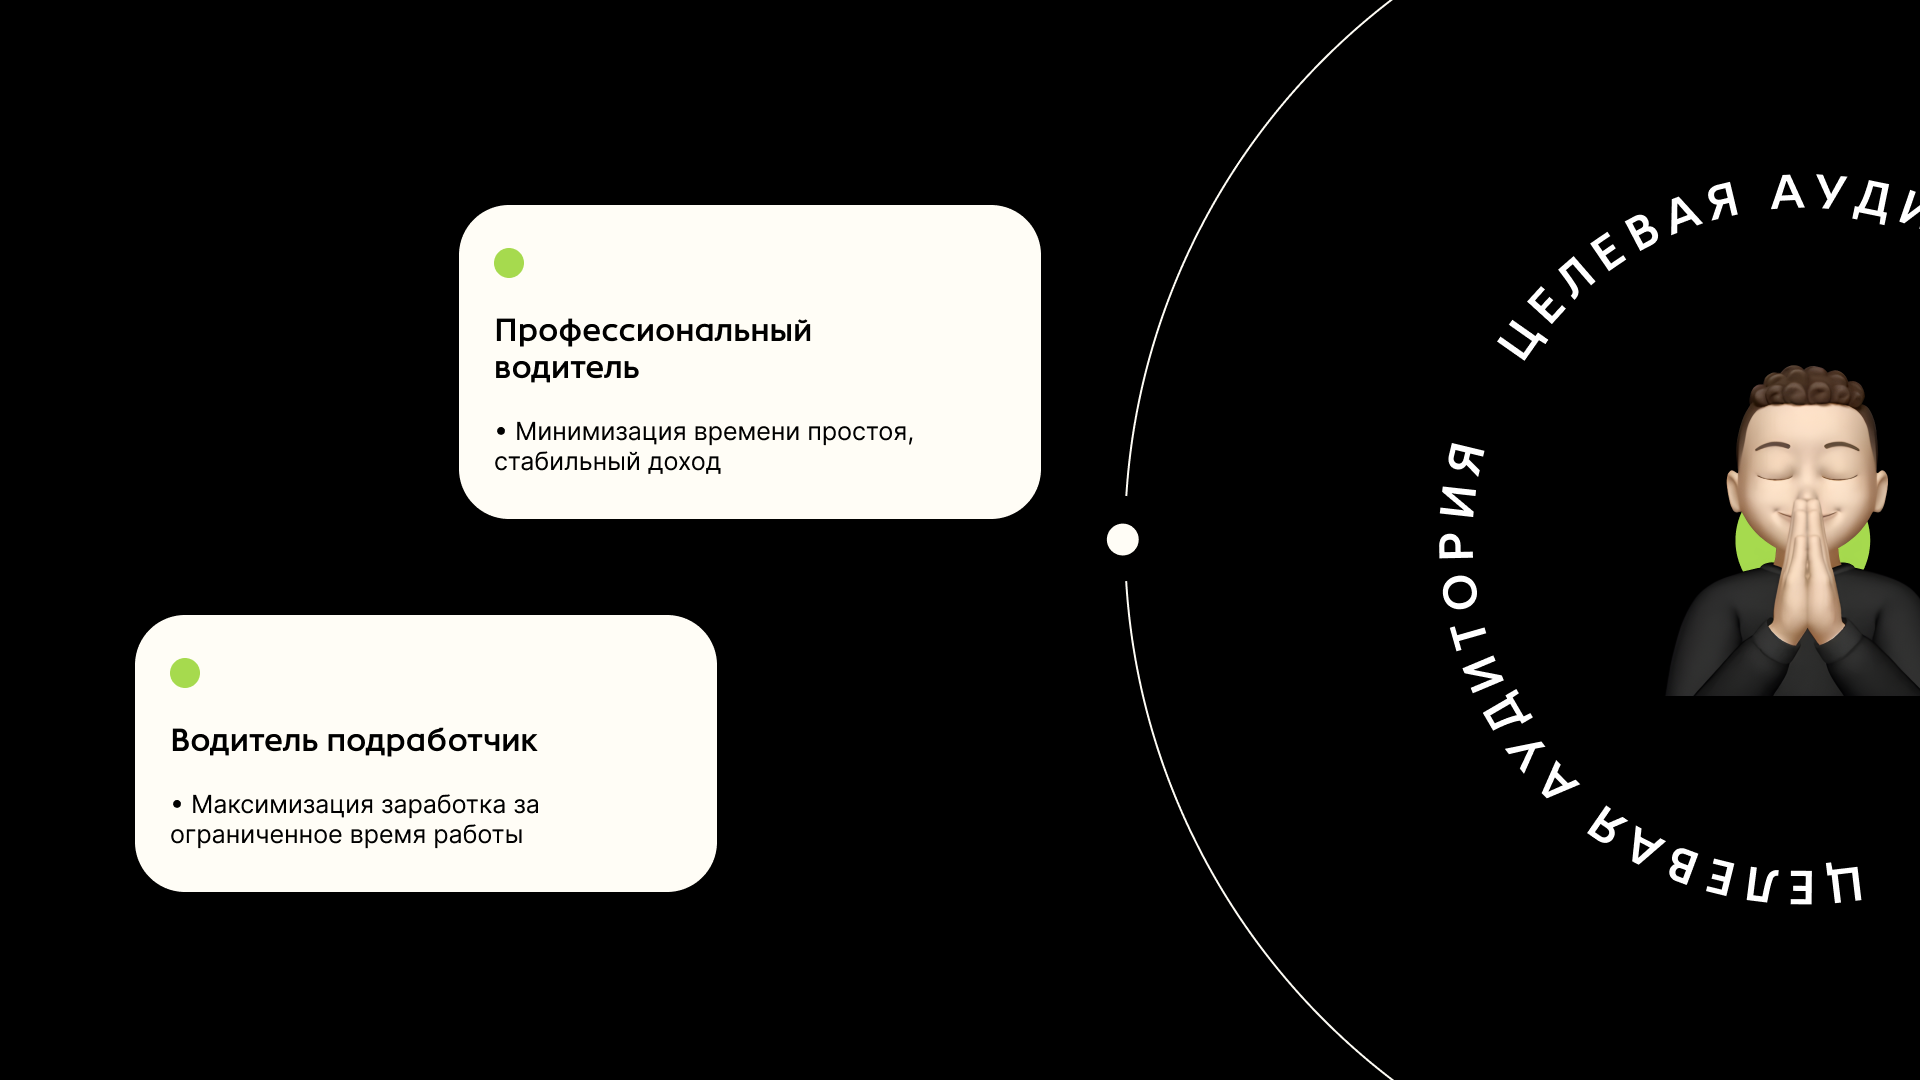 Профессиональный
водитель
• Минимизация времени простоя,
стабильный доход
Водитель подработчик
• Максимизация заработка за
ограниченное время работы
ЦЕЛЕВАЯ АУДИ
ЦЕЛЕВАЯ АУДИТОРИЯ